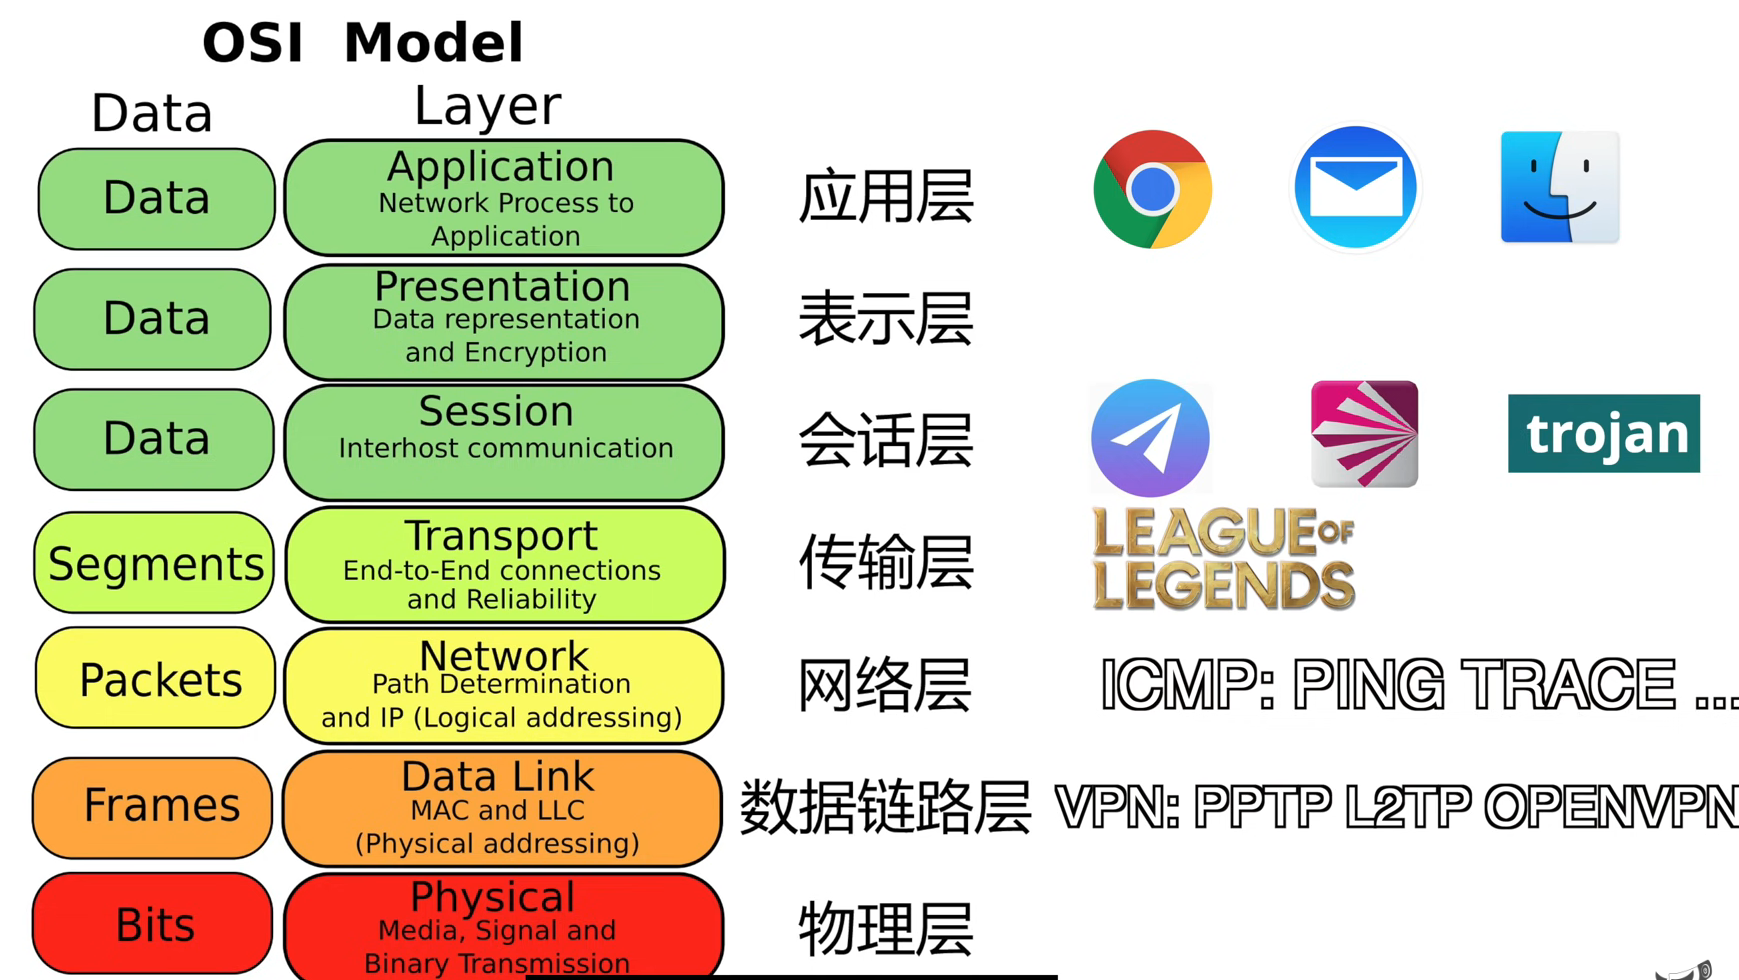 OSI Model
Data
Layer
Data
Application
Network Process to
Application
应用层
Data
Presentation
Data representation
and Encryption
表示层
Data
Session
Interhost communication
会话层
trojan
Segments
Transport
End-to-End connections
and Reliability
传输层
LEAGUE OF
LEGENDS
Packets
Network
Path Determination
and IP (Logical addressing)
网络层
ICMP: PING TRACE ...
Frames
Data Link
MAC and LLC
(Physical addressing)
数据链路层
VPN: PPTP L2TP OPENVPN
Bits
Physical
Media, Signal and
Binary Transmission
物理层